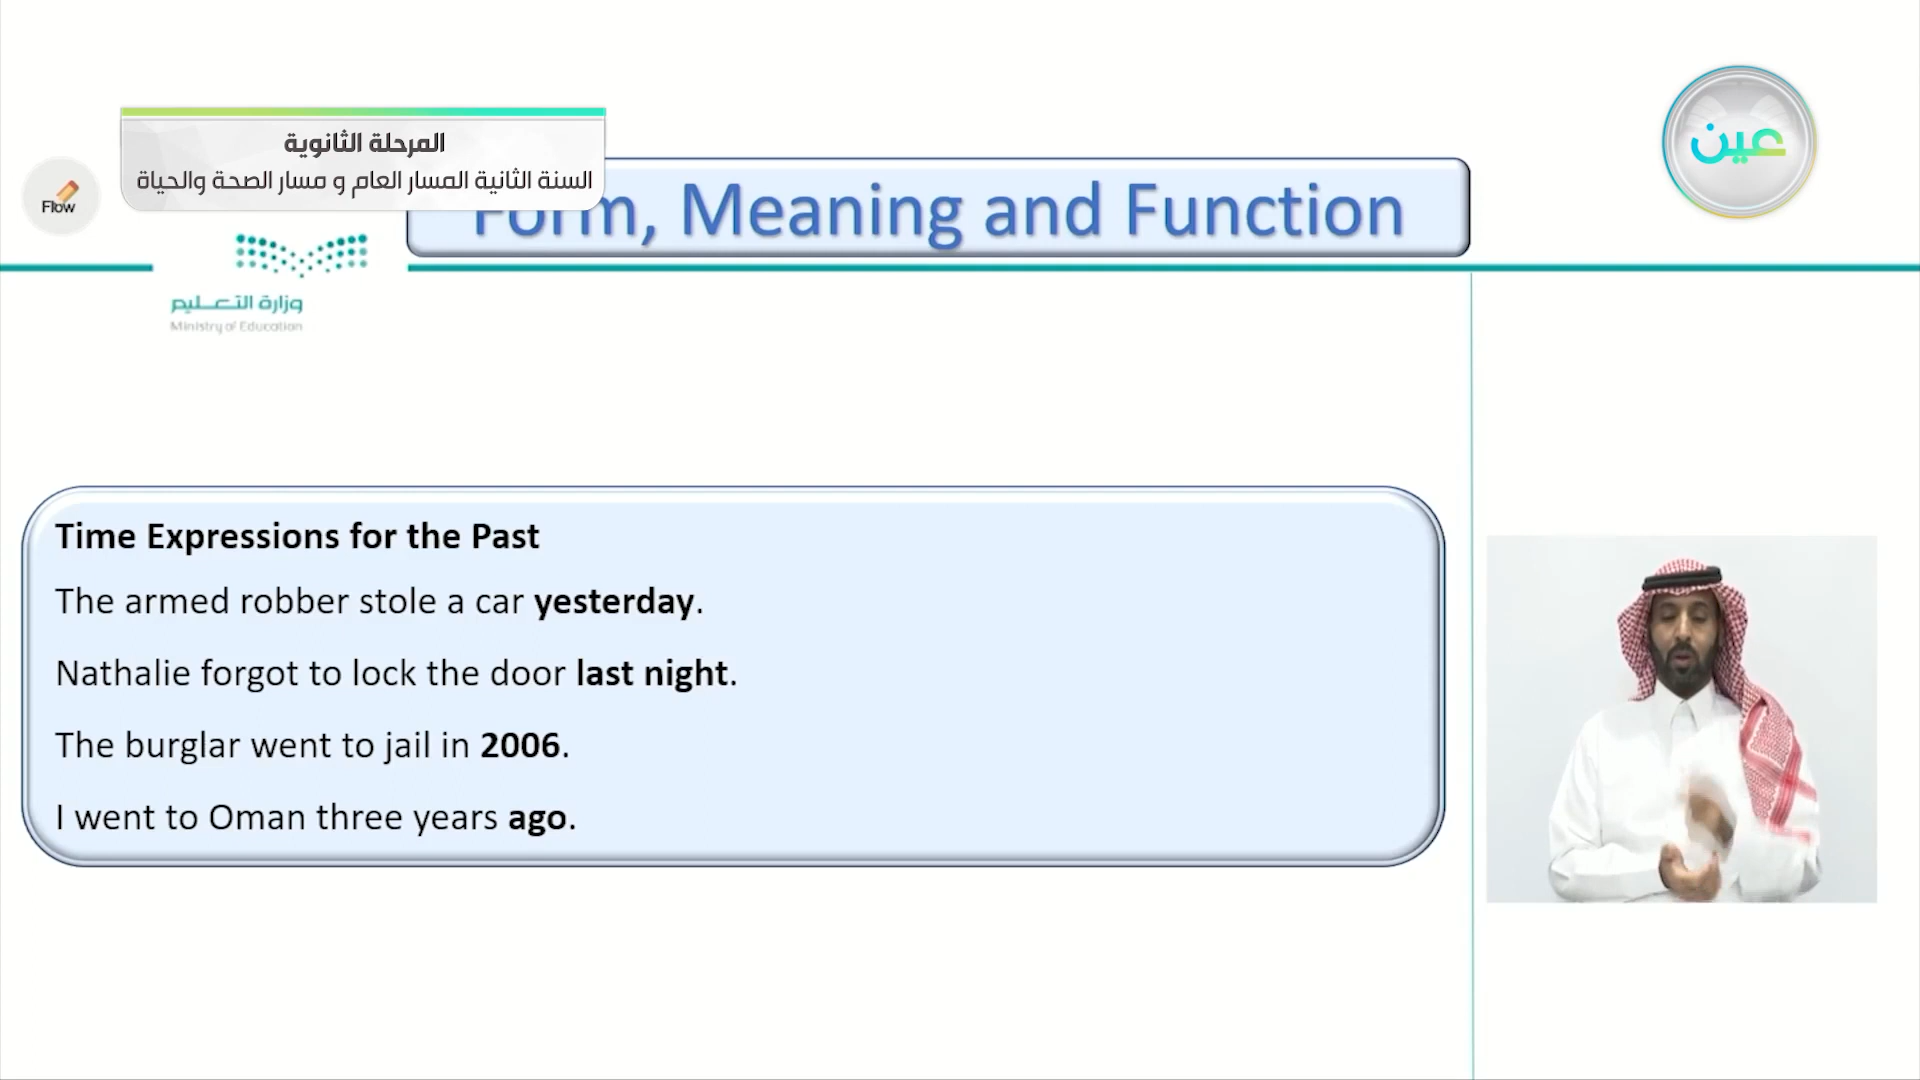 المرحلة الثانوية
السنة الثانية المسار العام و مسار الصحة والحياة
عين
Flow
Form, Meaning and Function
وزارة التعليم
Ministry of Education
Time Expressions for the Past
The armed robber stole a car yesterday.
Nathalie forgot to lock the door last night.
The burglar went to jail in 2006.
I went to Oman three years ago.